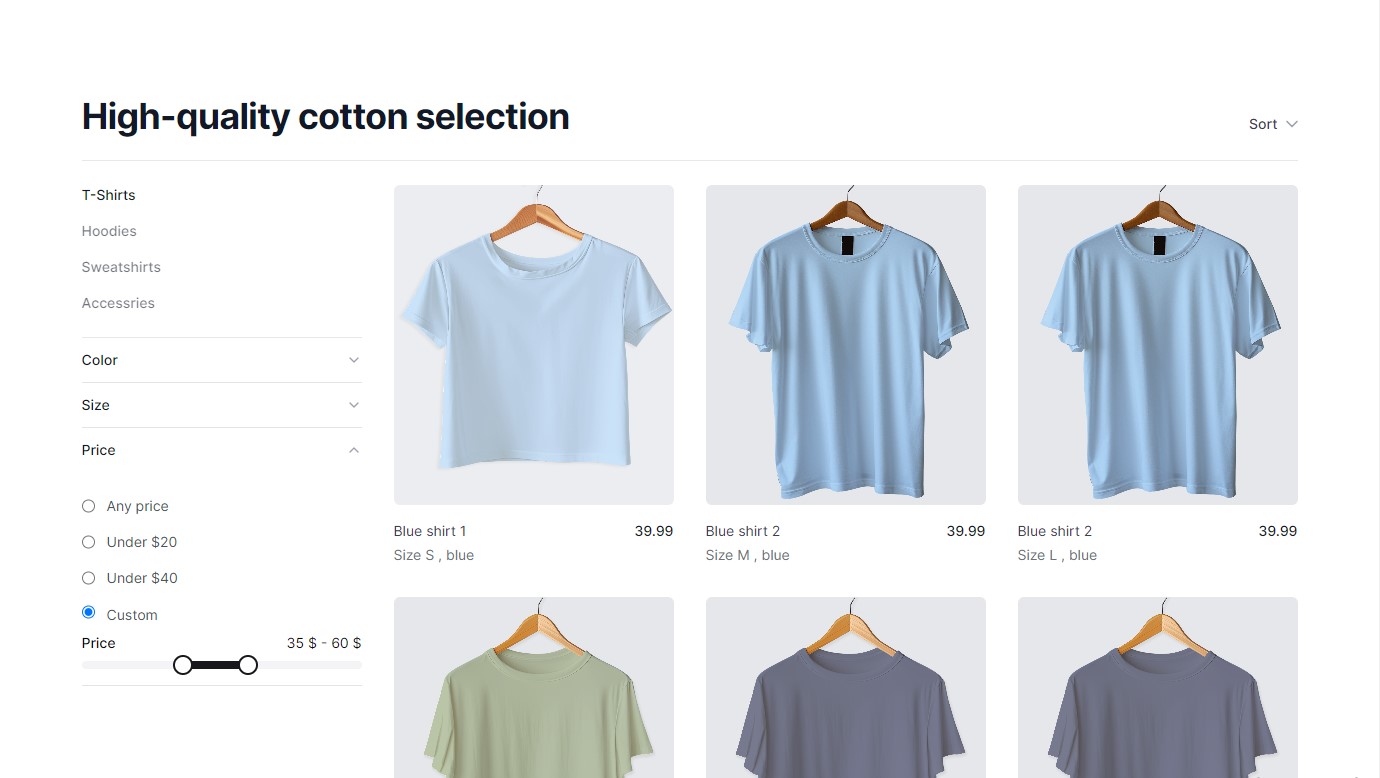 High-quality cotton selection
Sort
T-Shirts
Hoodies
Sweatshirts
Accessries
Color
Size
Price
Any price
Under $20
Under $40
Custom
Price 35 $ - 60 $
Blue shirt 1 39.99
Size S , blue
Blue shirt 2 39.99
Size M , blue
Blue shirt 2 39.99
Size L , blue